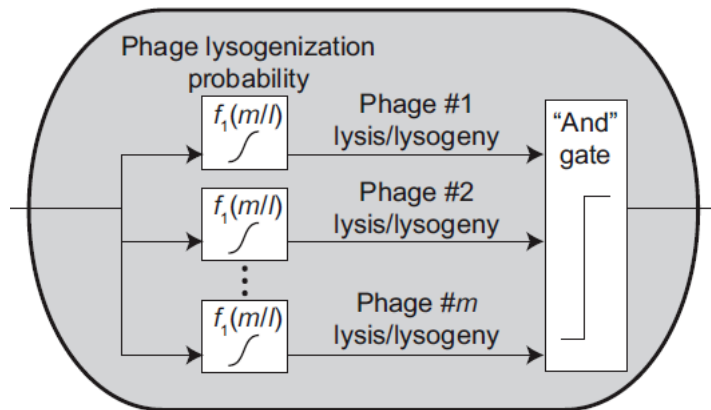 Phage lysogenization
probability
f₁(m/l)
Phage #1
lysis/lysogeny
"And"
gate
f₁(m/l)
Phage #2
lysis/lysogeny
f₁(m/l)
Phage #m
lysis/lysogeny